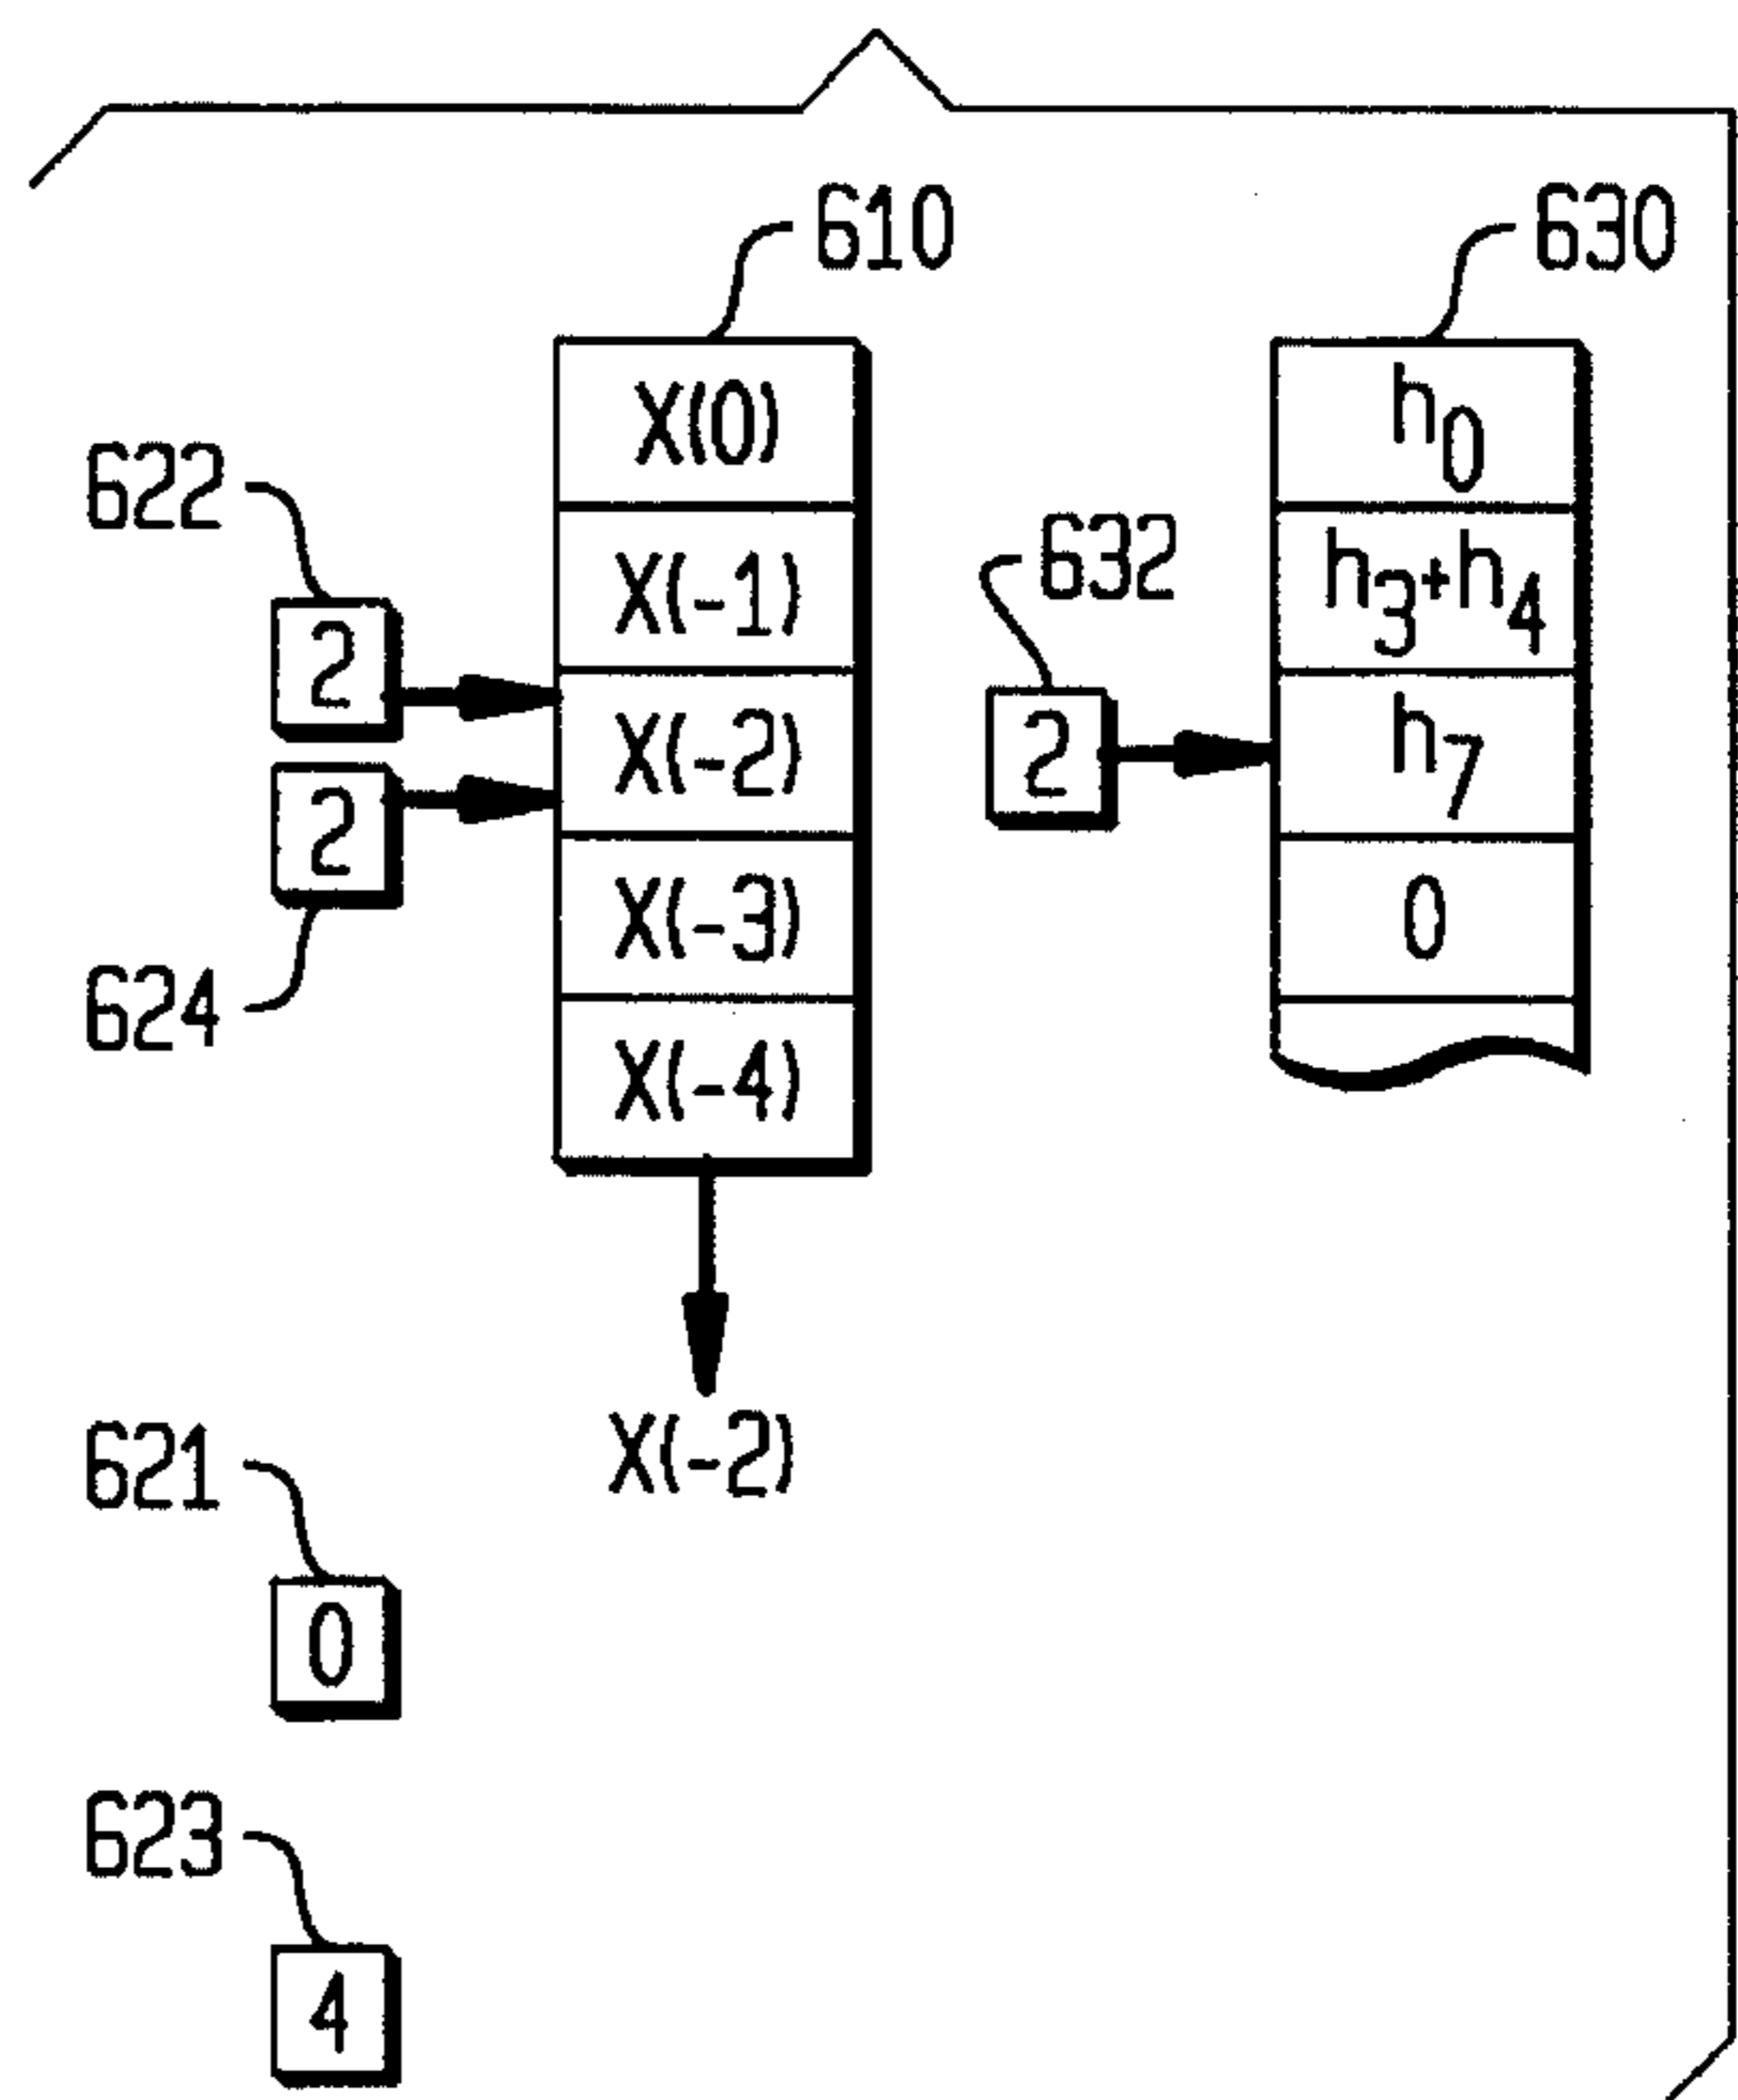 610
630
X(0)
h0
622
X(-1)
632
h3+h4
2
X(-2)
2
h7
2
X(-3)
0
624
X(-4)
X(-2)
621
0
623
4